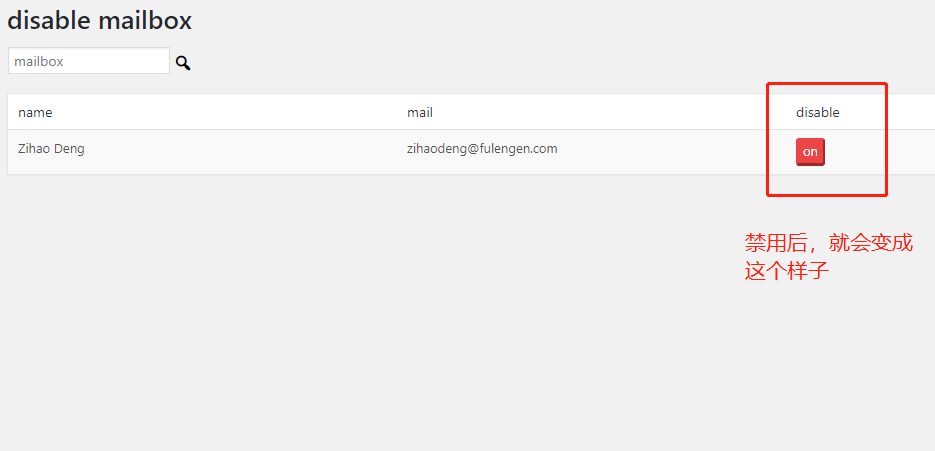 disable mailbox
mailbox
name mail disable
Zihao Deng zihaodeng@fulengen.com on
禁用后，就会变成
这个样子